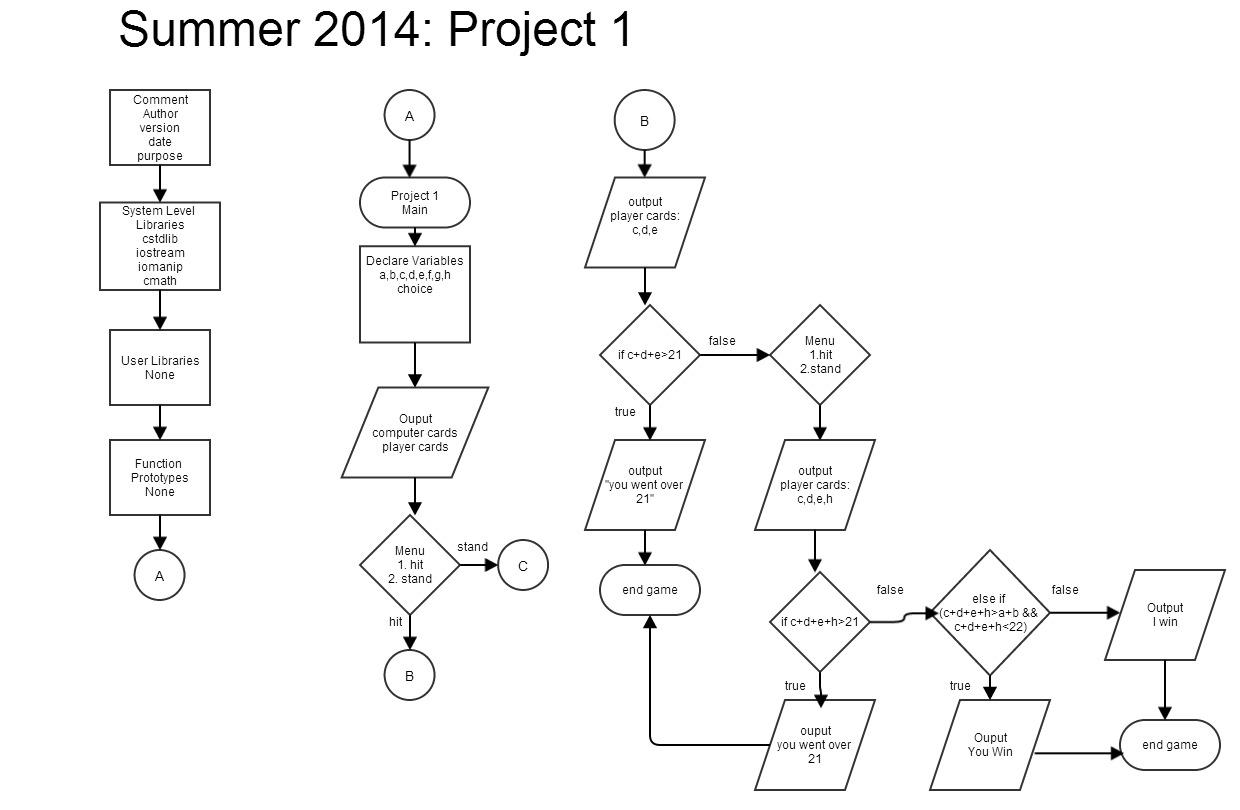 Summer 2014: Project 1
Comment
Author
version
date
purpose
System Level
Libraries
cstdlib
iostream
iomanip
cmath
User Libraries
None
Function
Prototypes
None
A
A
Project 1
Main
Declare Variables
a,b,c,d,e,f,g,h
choice
Ouput
computer cards
player cards
Menu
1. hit
2. stand
stand
C
hit
B
B
output
player cards:
c,d,e
if c+d+e>21
false
Menu
1.hit
2.stand
true
output
"you went over
21"
end game
output
player cards:
c,d,e,h
if c+d+e+h>21
false
else if
(c+d+e+h>a+b &&
c+d+e+h<22)
false
Output
I win
true
ouput
you went over
21
true
Ouput
You Win
end game